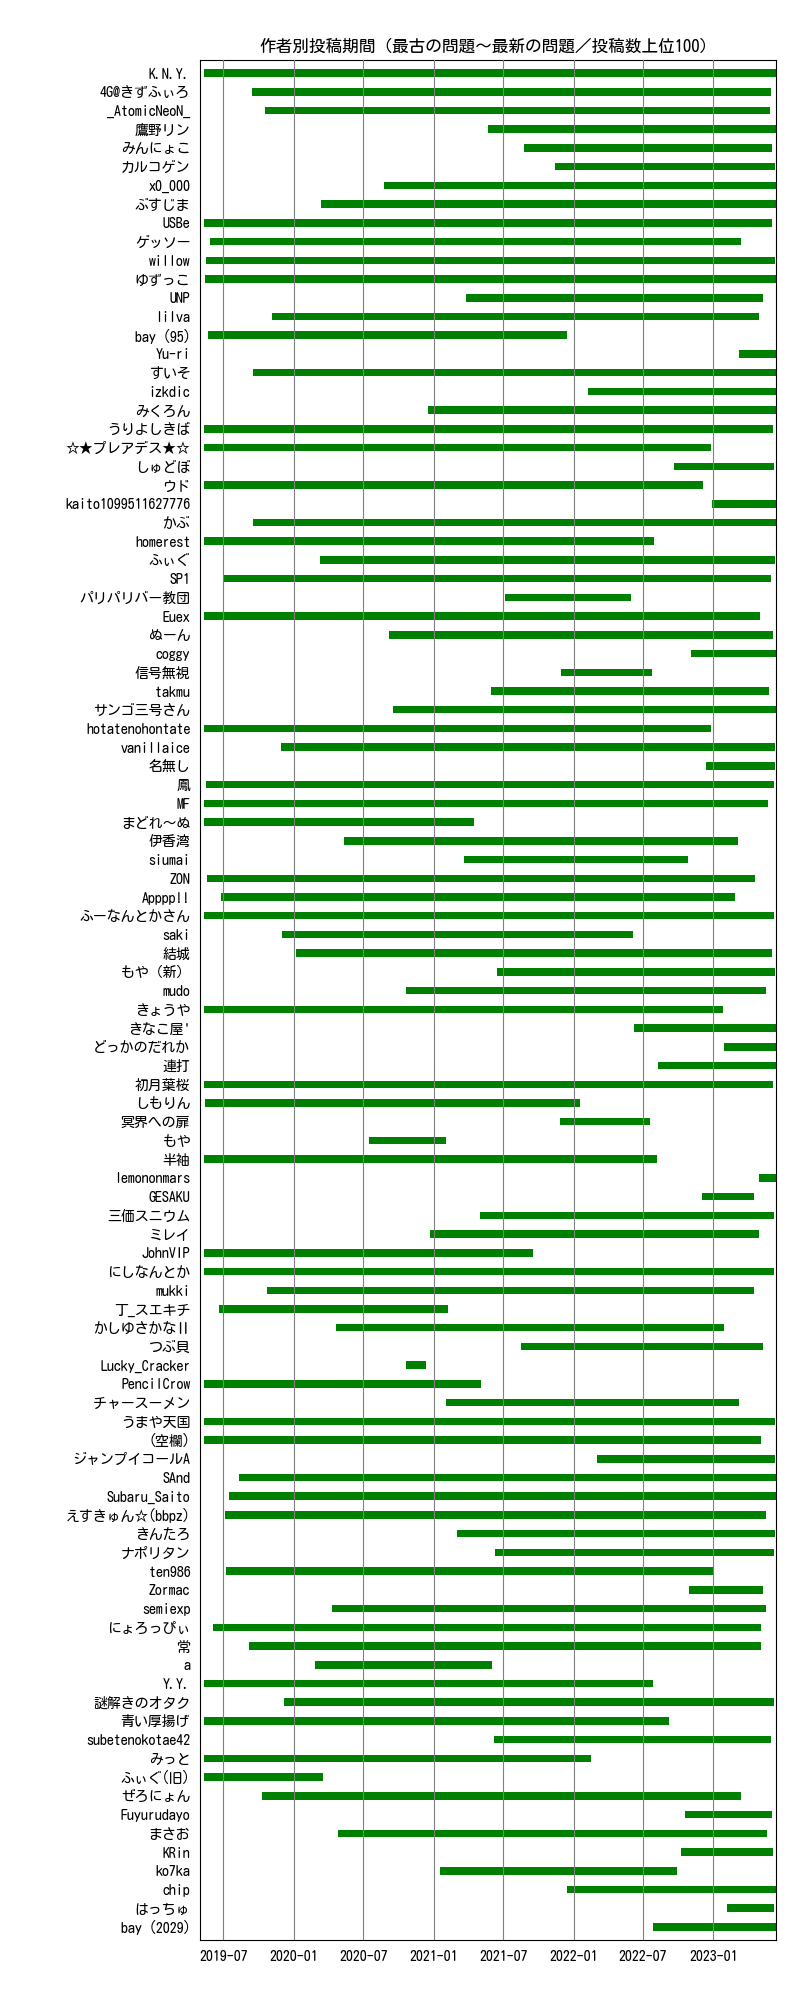 作者別投稿期間（最古の問題～最新の問題／投稿数上位100）
K.N.Y.
4G@きずふぃろ
_AtomicNeoN_
鷹野リン
みんにょこ
カルコゲン
x0_000
ぶすじま
USBe
ゲッソー
willow
ゆずっこ
UNP
lilva
bay (95)
Yu-ri
すいそ
izkdic
みくろん
うりよしきば
☆★プレアデス★☆
しゅどぼ
ウド
kaito1099511627776
かぶ
homerest
ふぃぐ
SP1
パリパリバー教団
Euex
ぬーん
coggy
信号無視
takmu
サンゴ三号さん
hotatenohontate
vanillaice
名無し
鳳
MF
まどれ～ぬ
伊香湾
siumai
ZON
Appppll
ふーなんとかさん
saki
結城
もや（新）
mudo
きょうや
きなこ屋'
どっかのだれか
連打
初月葉桜
しもりん
冥界への扉
もや
半袖
lemononmars
GESAKU
三価スニウム
ミレイ
JohnVIP
にしなんとか
mukki
丁_スエキチ
かしゆさかなII
つぶ貝
Lucky_Cracker
PencilCrow
チャースーメン
うまや天国
(空欄)
ジャンプイコールA
SAnd
Subaru_Saito
えすきゅん☆(bbpz)
きんたろ
ナポリタン
ten986
Zormac
semiexp
にょろっぴぃ
常
a
Y.Y.
謎解きのオタク
青い厚揚げ
subetenokotae42
みっと
ふぃぐ(旧)
ぜろにょん
Fuyurudayo
まさお
KRin
ko7ka
chip
はっちゅ
bay (2029)
2019-07 2020-01 2020-07 2021-01 2021-07 2022-01 2022-07 2023-01